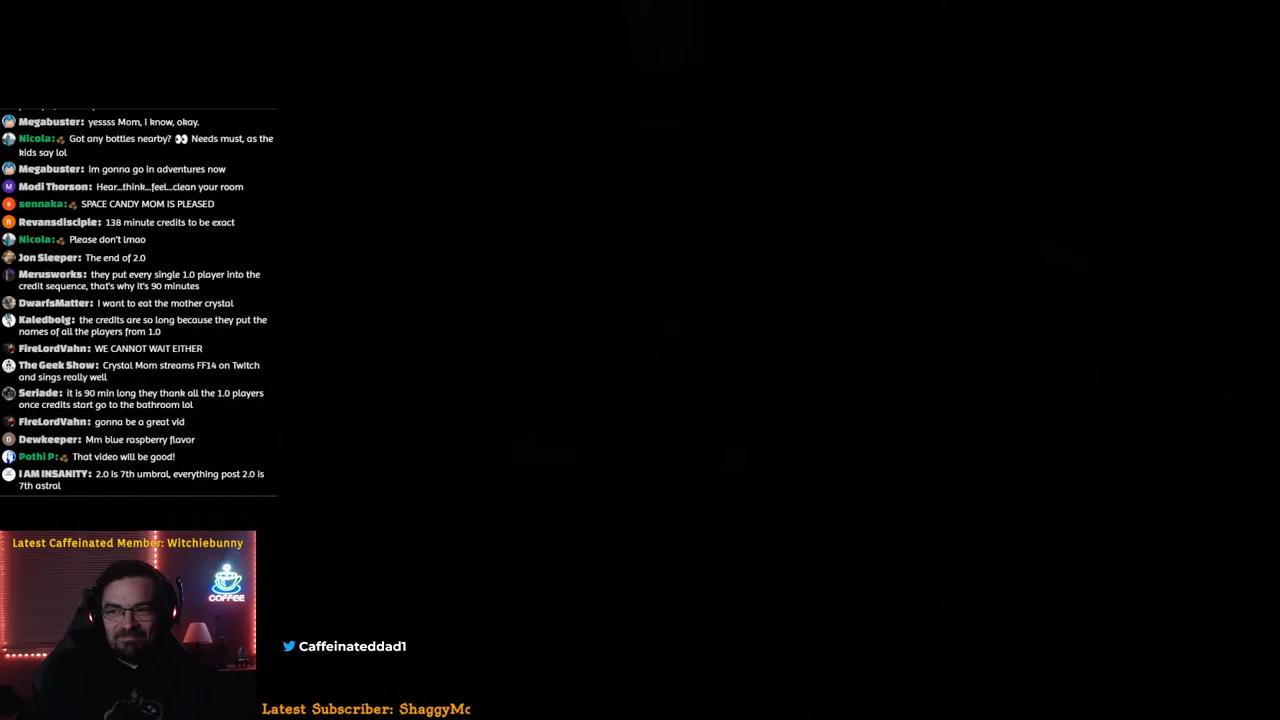 Megabuster: yessss Mom, i know, okay.
Nicola: Got any bottles nearby? 👀 Needs must, as the
kids say lol
Megabuster: im gonna go in adventures now
Modi Thorson: Hear...think...feel...clean your room
sennaka: SPACE CANDY MOM IS PLEASED
Revansdisciple: 138 minute credits to be exact
Nicola: Please don't lmao
Jon Sleeper: The end of 2.0
Merusworks: they put every single 1.0 player into the
credit sequence, that's why it's 90 minutes
DwarfsMatter: I want to eat the mother crystal
Kaledbolg: the credits are so long because they put the
names of all the players from 1.0
FireLordVahn: WE CANNOT WAIT EITHER
The Geek Show: Crystal Mom streams FF14 on Twitch
and sings really well
Seriade: it is 90 min long they thank all the 1.0 players
once credits start go to the bathroom lol
FireLordVahn: gonna be a great vid
Dewkeeper: Mm blue raspberry flavor
Pothi P: That video will be good!
I AM INSANITY: 2.0 is 7th umbral, everything post 2.0 is
7th astral
Latest Caffeinated Member: Witchiebunny
COFFEE
Caffeinateddad1
Latest Subscriber: ShaggyMc